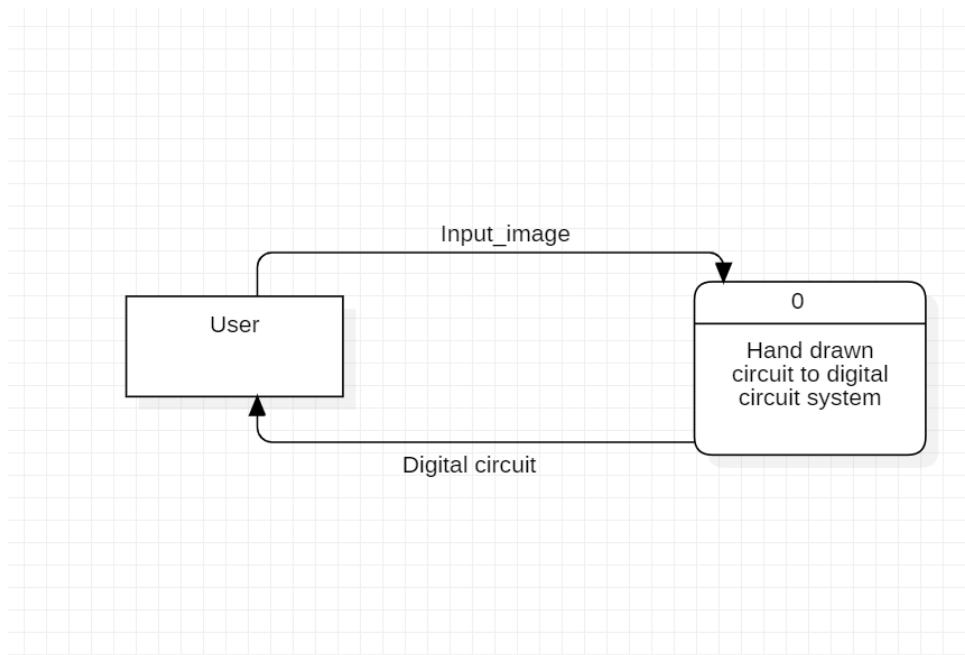 Input_image
User
0
Hand drawn
circuit to digital
circuit system
Digital circuit